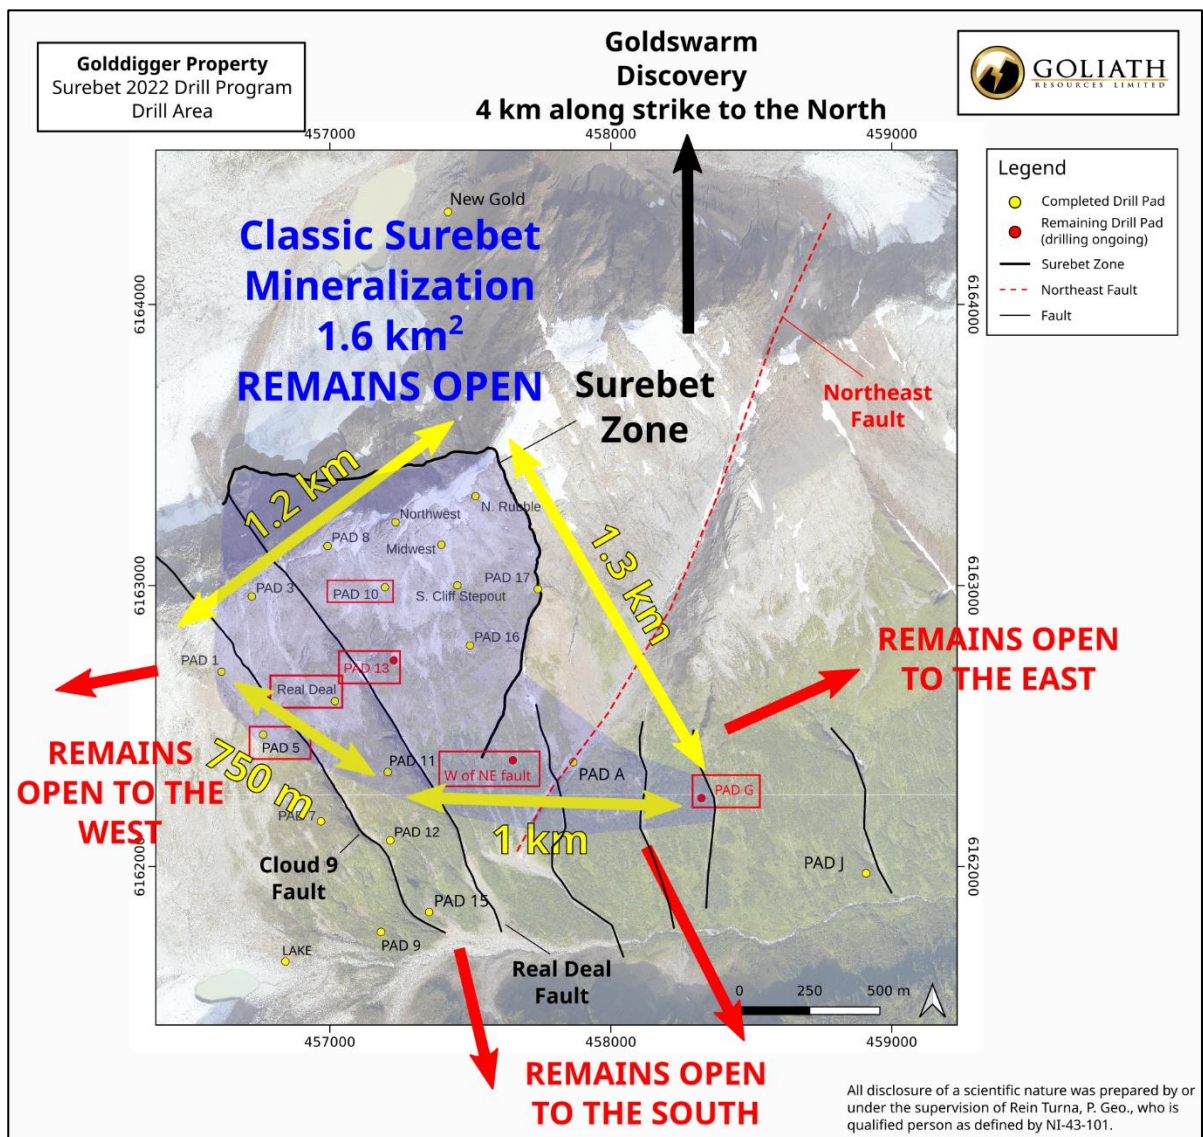 Golddigger Property
Surebet 2022 Drill Program
Drill Area
Goldswarm
Discovery
4 km along strike to the North
GOLIATH
RESOURCES LIMITED
457000
458000
459000
Legend
Completed Drill Pad
Remaining Drill Pad
(drilling ongoing)
Surebet Zone
Northeast Fault
Fault
New Gold
Classic Surebet
Mineralization
1.6 km²
REMAINS OPEN
6164000
6164000
Surebet
Zone
Northeast
Fault
1.2 km
1.3 km
N. Rubble
Northwest
PAD 8
Midwest
6163000
6163000
PAD 3
PAD 10
S. Cliff Stepout
PAD 17
PAD 16
REMAINS OPEN
TO THE EAST
PAD 1
PAD 13
Real Deal
PAD 5
REMAINS
OPEN TO THE
WEST
750 m
PAD 11
W of NE fault
PAD A
PAD G
PAD 7
1 km
PAD 12
6162000
6162000
Cloud 9
Fault
PAD J
PAD 15
PAD 9
LAKE
Real Deal
Fault
0
250
500 m
457000
458000
459000
REMAINS OPEN
TO THE SOUTH
All disclosure of a scientific nature was prepared by or
under the supervision of Rein Turna, P. Geo., who is
qualified person as defined by NI-43-101.